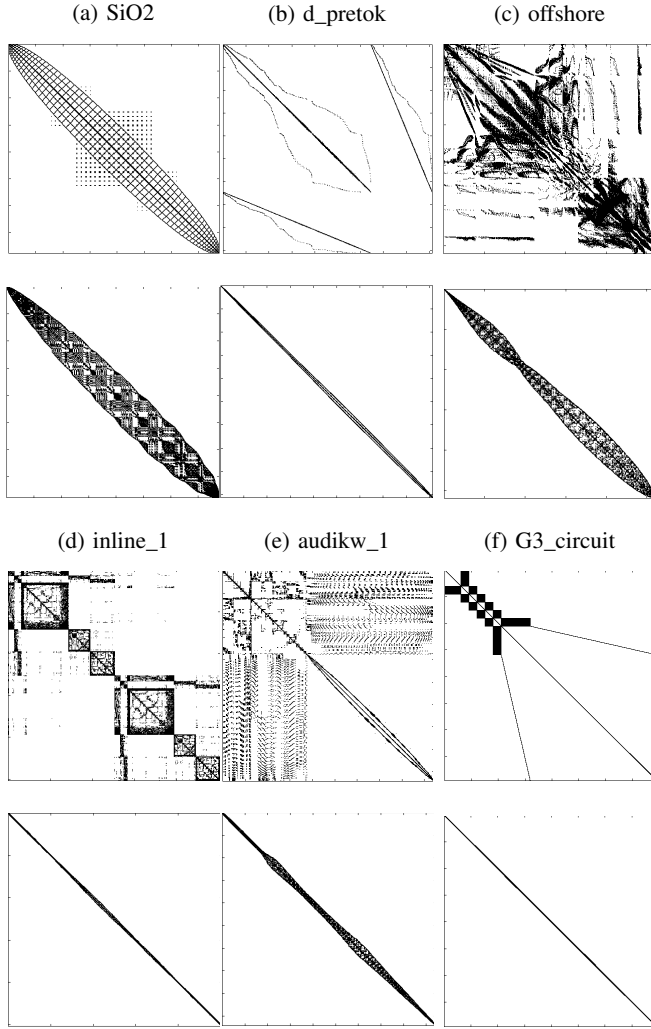 (a) SiO2 (b) d_pretok (c) offshore
(d) inline_1 (e) audikw_1 (f) G3_circuit